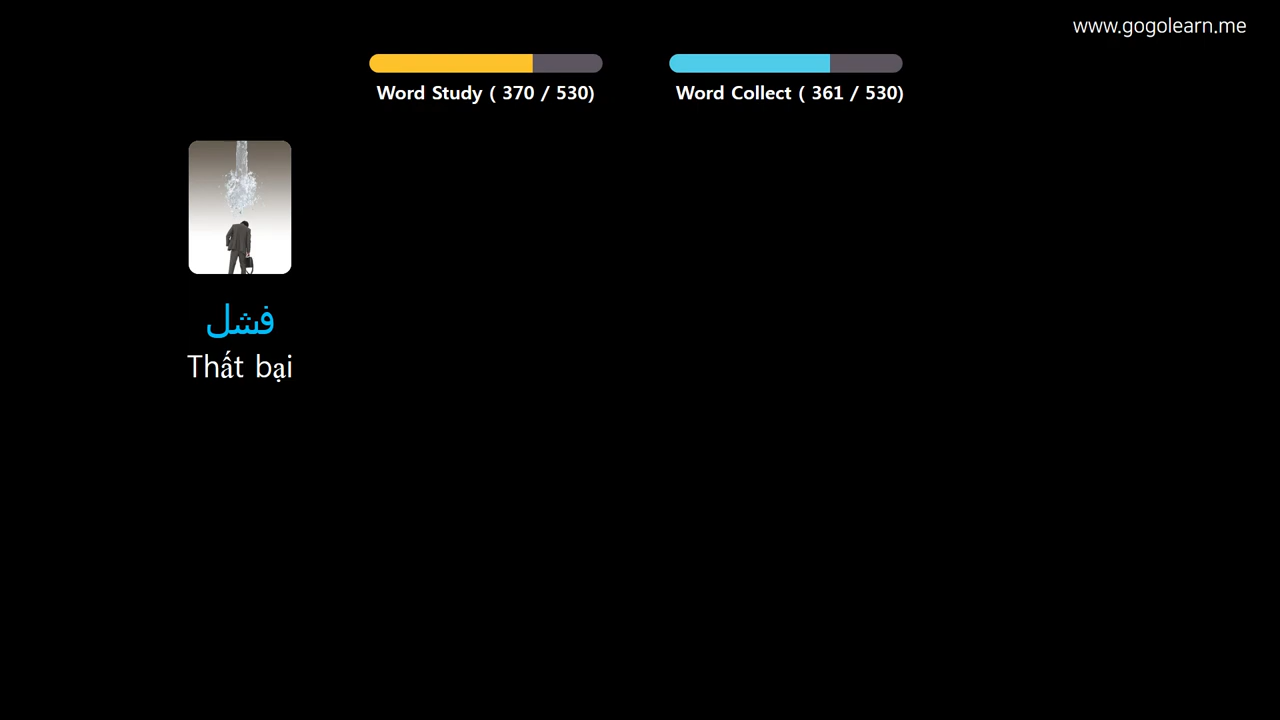 www.gogolearn.me
Word Study ( 370 / 530)
Word Collect ( 361 / 530)
فشل
Thất bại